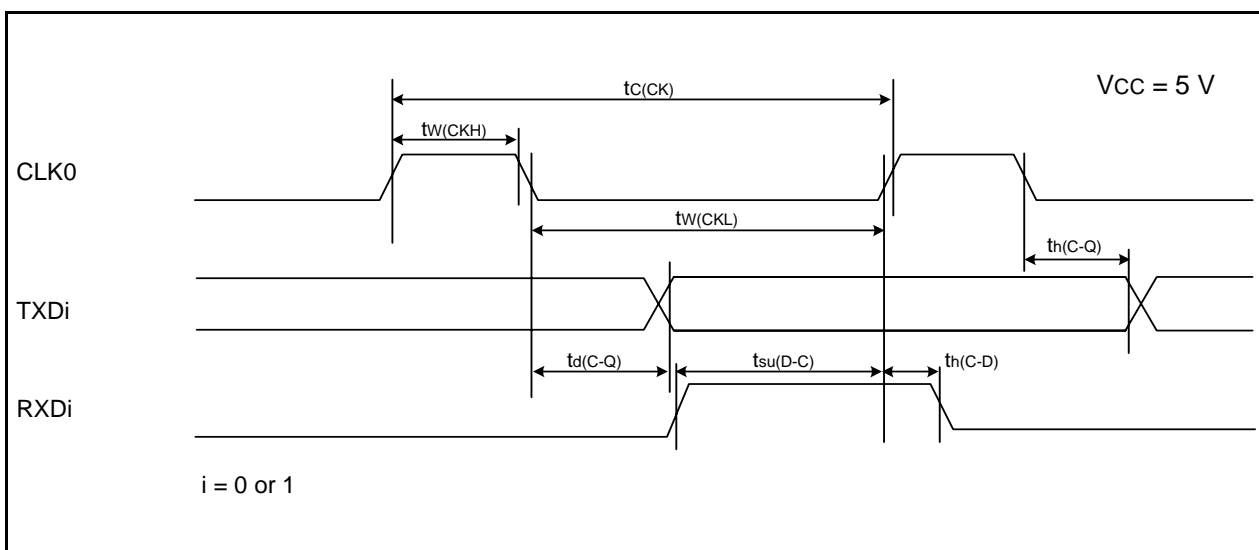 tC(CK)
VCC = 5 V
tW(CKH)
CLK0
tW(CKL)
th(C-Q)
TXDi
td(C-Q)
tsu(D-C)
th(C-D)
RXDi
i = 0 or 1